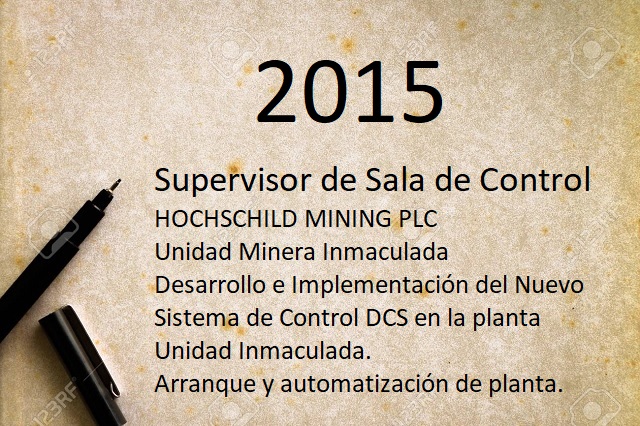 2015
Supervisor de Sala de Control
HOCHSCHILD MINING PLC
Unidad Minera Inmaculada
Desarrollo e Implementación del Nuevo
Sistema de Control DCS en la planta
Unidad Inmaculada.
Arranque y automatización de planta.
123RF